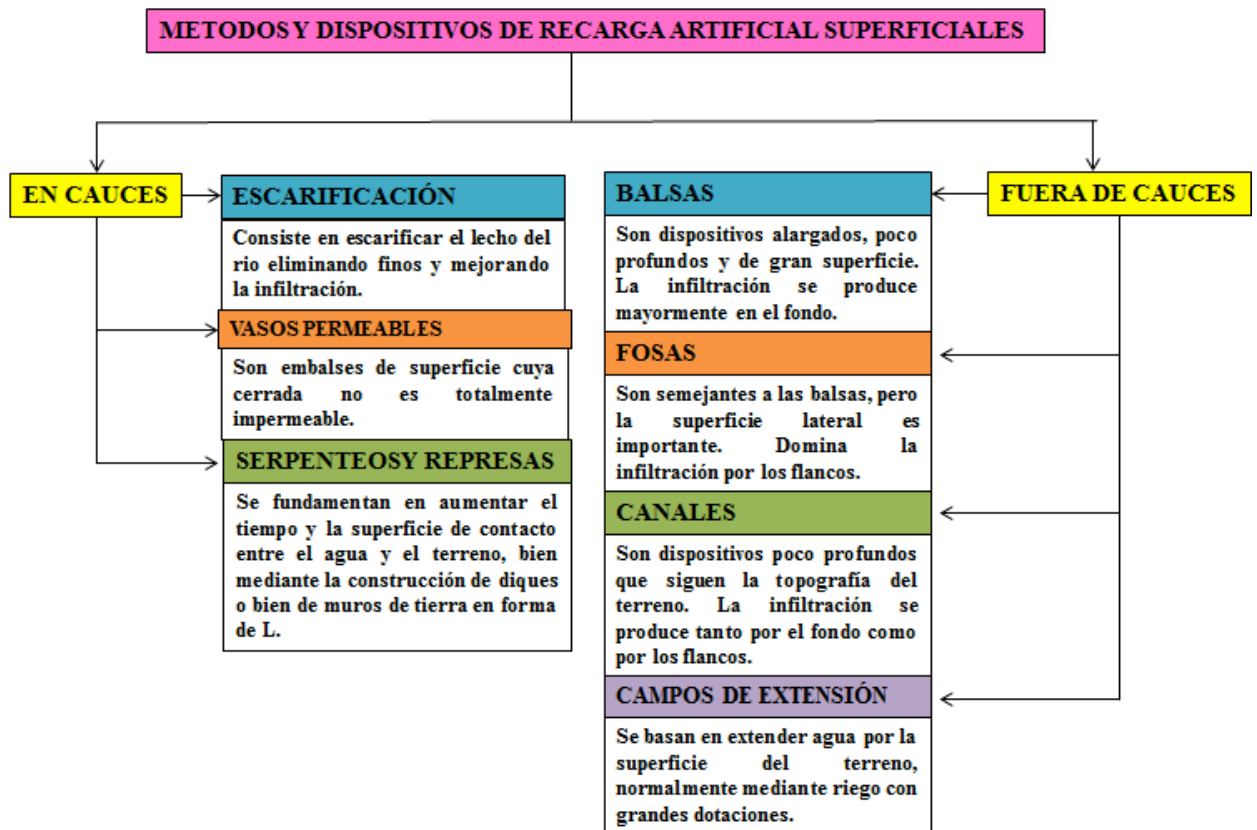 METODOS Y DISPOSITIVOS DE RECARGA ARTIFICIAL SUPERFICIALES
EN CAUCES
ESCARIFICACIÓN
Consiste en escarificar el lecho del
rio eliminando finos y mejorando
la infiltración.
VASOS PERMEABLES
Son embalses de superficie cuya
cerrada no es totalmente
impermeable.
SERPENTEOSY REPRESAS
Se fundamentan en aumentar el
tiempo y la superficie de contacto
entre el agua y el terreno, bien
mediante la construcción de diques
o bien de muros de tierra en forma
de L.
FUERA DE CAUCES
BALSAS
Son dispositivos alargados, poco
profundos y de gran superficie.
La infiltración se produce
mayormente en el fondo.
FOSAS
Son semejantes a las balsas, pero
la superficie lateral es
importante. Domina la
infiltración por los flancos.
CANALES
Son dispositivos poco profundos
que siguen la topografía del
terreno. La infiltración se
produce tanto por el fondo como
por los flancos.
CAMPOS DE EXTENSIÓN
Se basan en extender agua por la
superficie del terreno,
normalmente mediante riego con
grandes dotaciones.